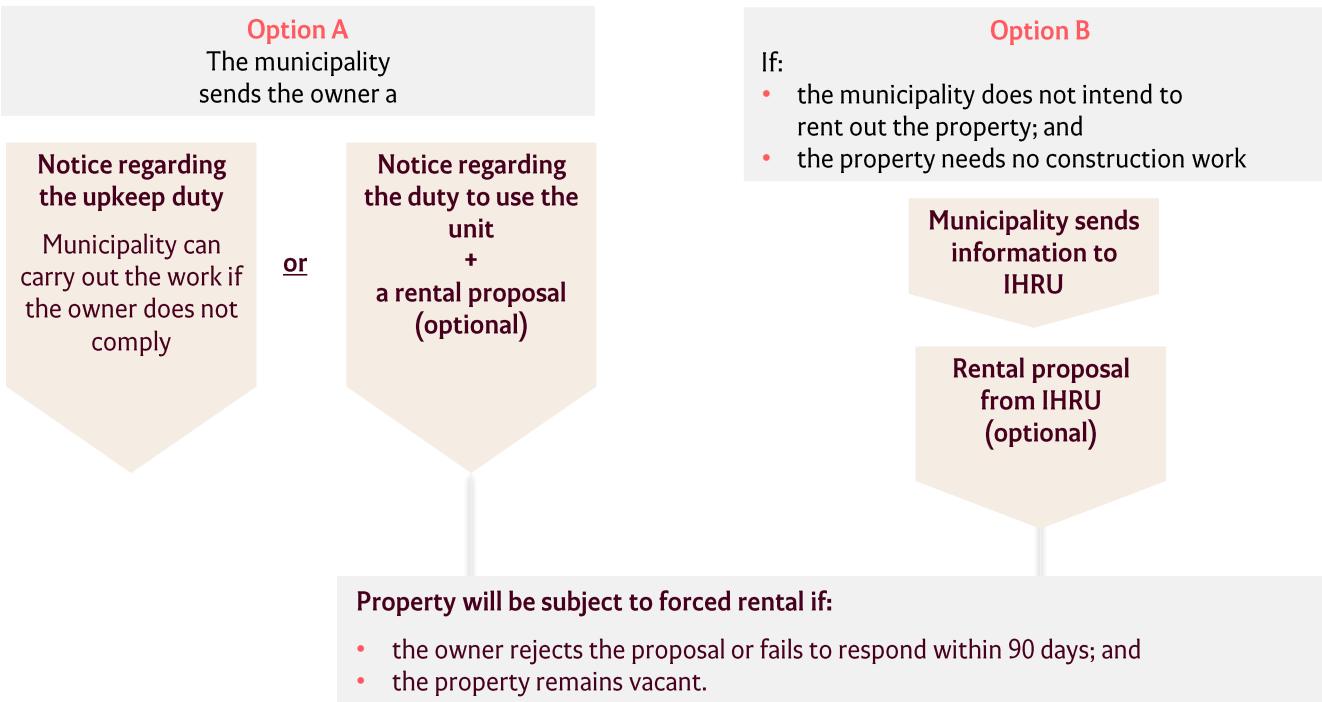 Option A
The municipality
sends the owner a
Notice regarding
the upkeep duty
Municipality can
carry out the work if
the owner does not
comply
or
Notice regarding
the duty to use the
unit
+
a rental proposal
(optional)
Option B
If:
• the municipality does not intend to
rent out the property; and
• the property needs no construction work
Municipality sends
information to
IHRU
Rental proposal
from IHRU
(optional)
Property will be subject to forced rental if:
• the owner rejects the proposal or fails to respond within 90 days; and
• the property remains vacant.